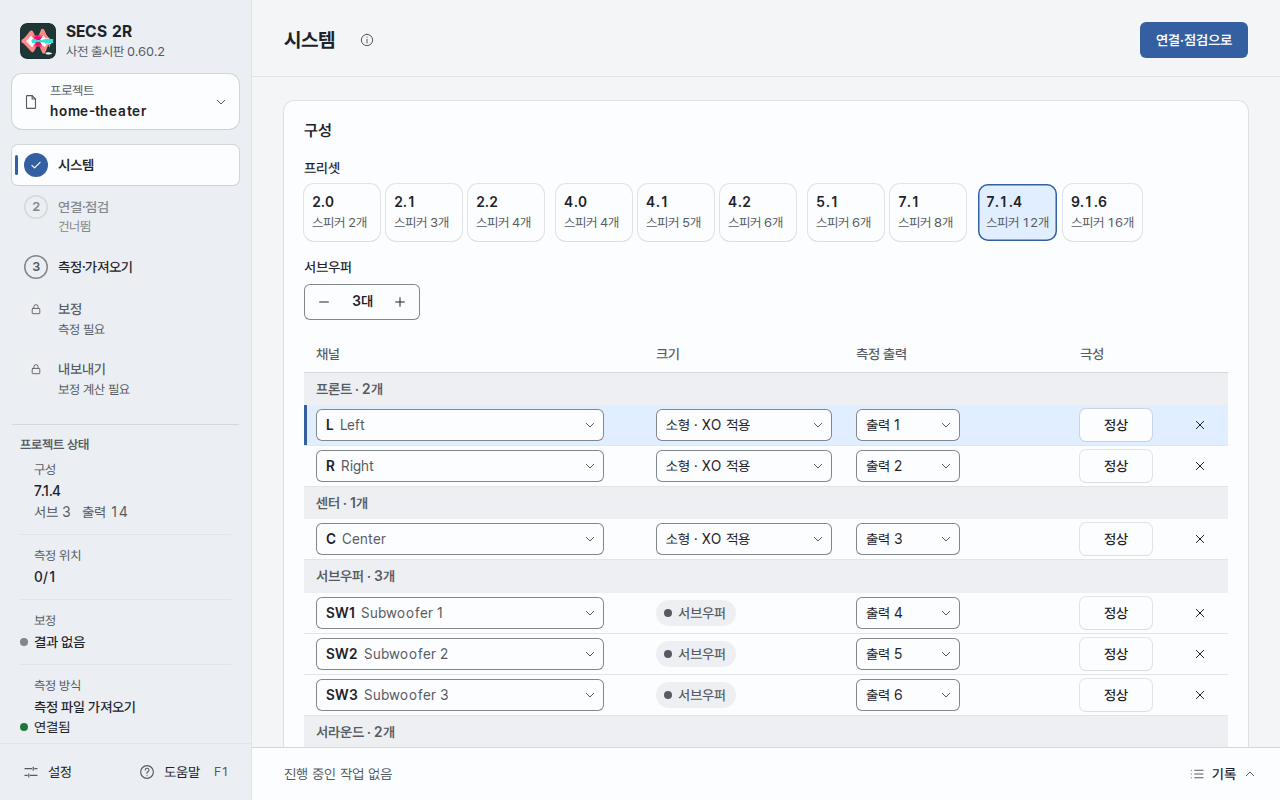 SECS 2R
사전 출시판 0.60.2
프로젝트
home-theater
시스템
2 연결·점검
건너뜀
3 측정·가져오기
보정
측정 필요
내보내기
보정 계산 필요
프로젝트 상태
구성
7.1.4
서브 3 출력 14
측정 위치
0/1
보정
결과 없음
측정 방식
측정 파일 가져오기
연결됨
설정 도움말 F1
시스템
연결·점검으로
구성
프리셋
2.0 2.1 2.2 4.0 4.1 4.2 5.1 7.1 7.1.4 9.1.6
스피커 2개 스피커 3개 스피커 4개 스피커 4개 스피커 5개 스피커 6개 스피커 6개 스피커 8개 스피커 12개 스피커 16개
서브우퍼
− 3대 +
채널 크기 측정 출력 극성
프론트 · 2개
L Left 소형 · XO 적용 출력 1 정상
R Right 소형 · XO 적용 출력 2 정상
센터 · 1개
C Center 소형 · XO 적용 출력 3 정상
서브우퍼 · 3개
SW1 Subwoofer 1 서브우퍼 출력 4 정상
SW2 Subwoofer 2 서브우퍼 출력 5 정상
SW3 Subwoofer 3 서브우퍼 출력 6 정상
서라운드 · 2개
진행 중인 작업 없음 기록